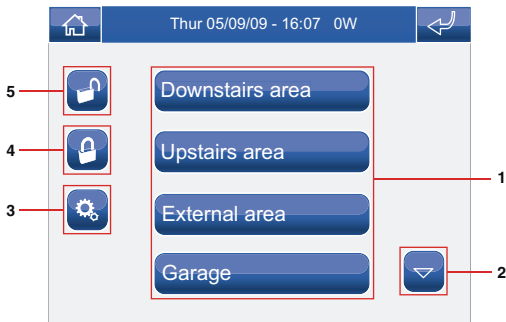 Thur 05/09/09 - 16:07 0W
5
Downstairs area
4
Upstairs area
1
3
External area
Garage
2